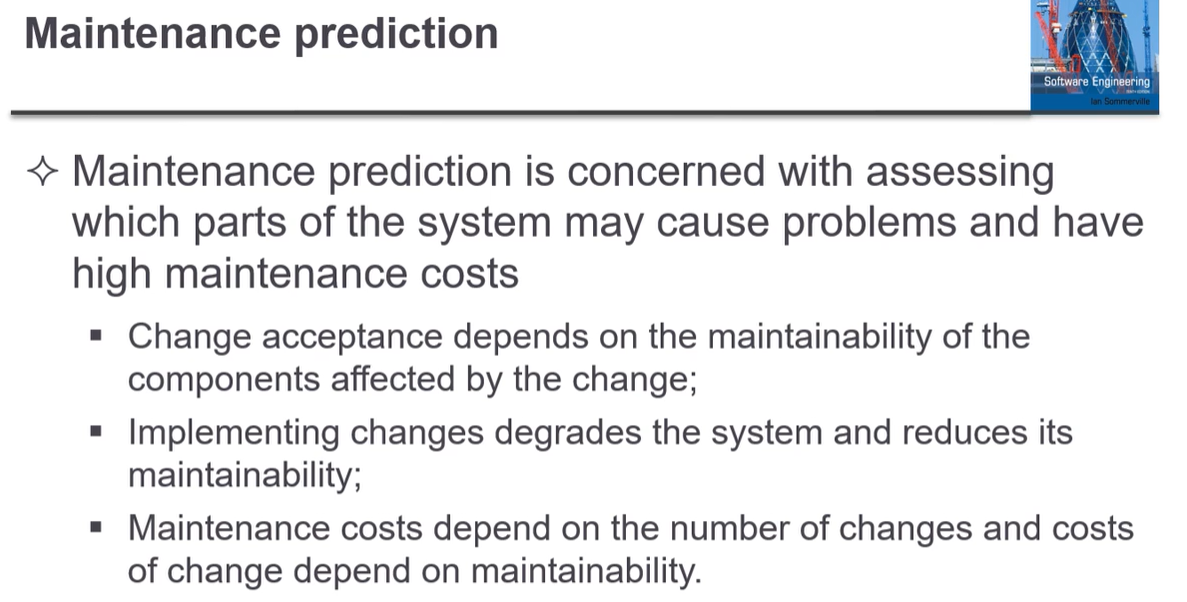 Maintenance prediction
Software Engineering
Ian Sommerville
Maintenance prediction is concerned with assessing
which parts of the system may cause problems and have
high maintenance costs
Change acceptance depends on the maintainability of the
components affected by the change;
Implementing changes degrades the system and reduces its
maintainability;
Maintenance costs depend on the number of changes and costs
of change depend on maintainability.